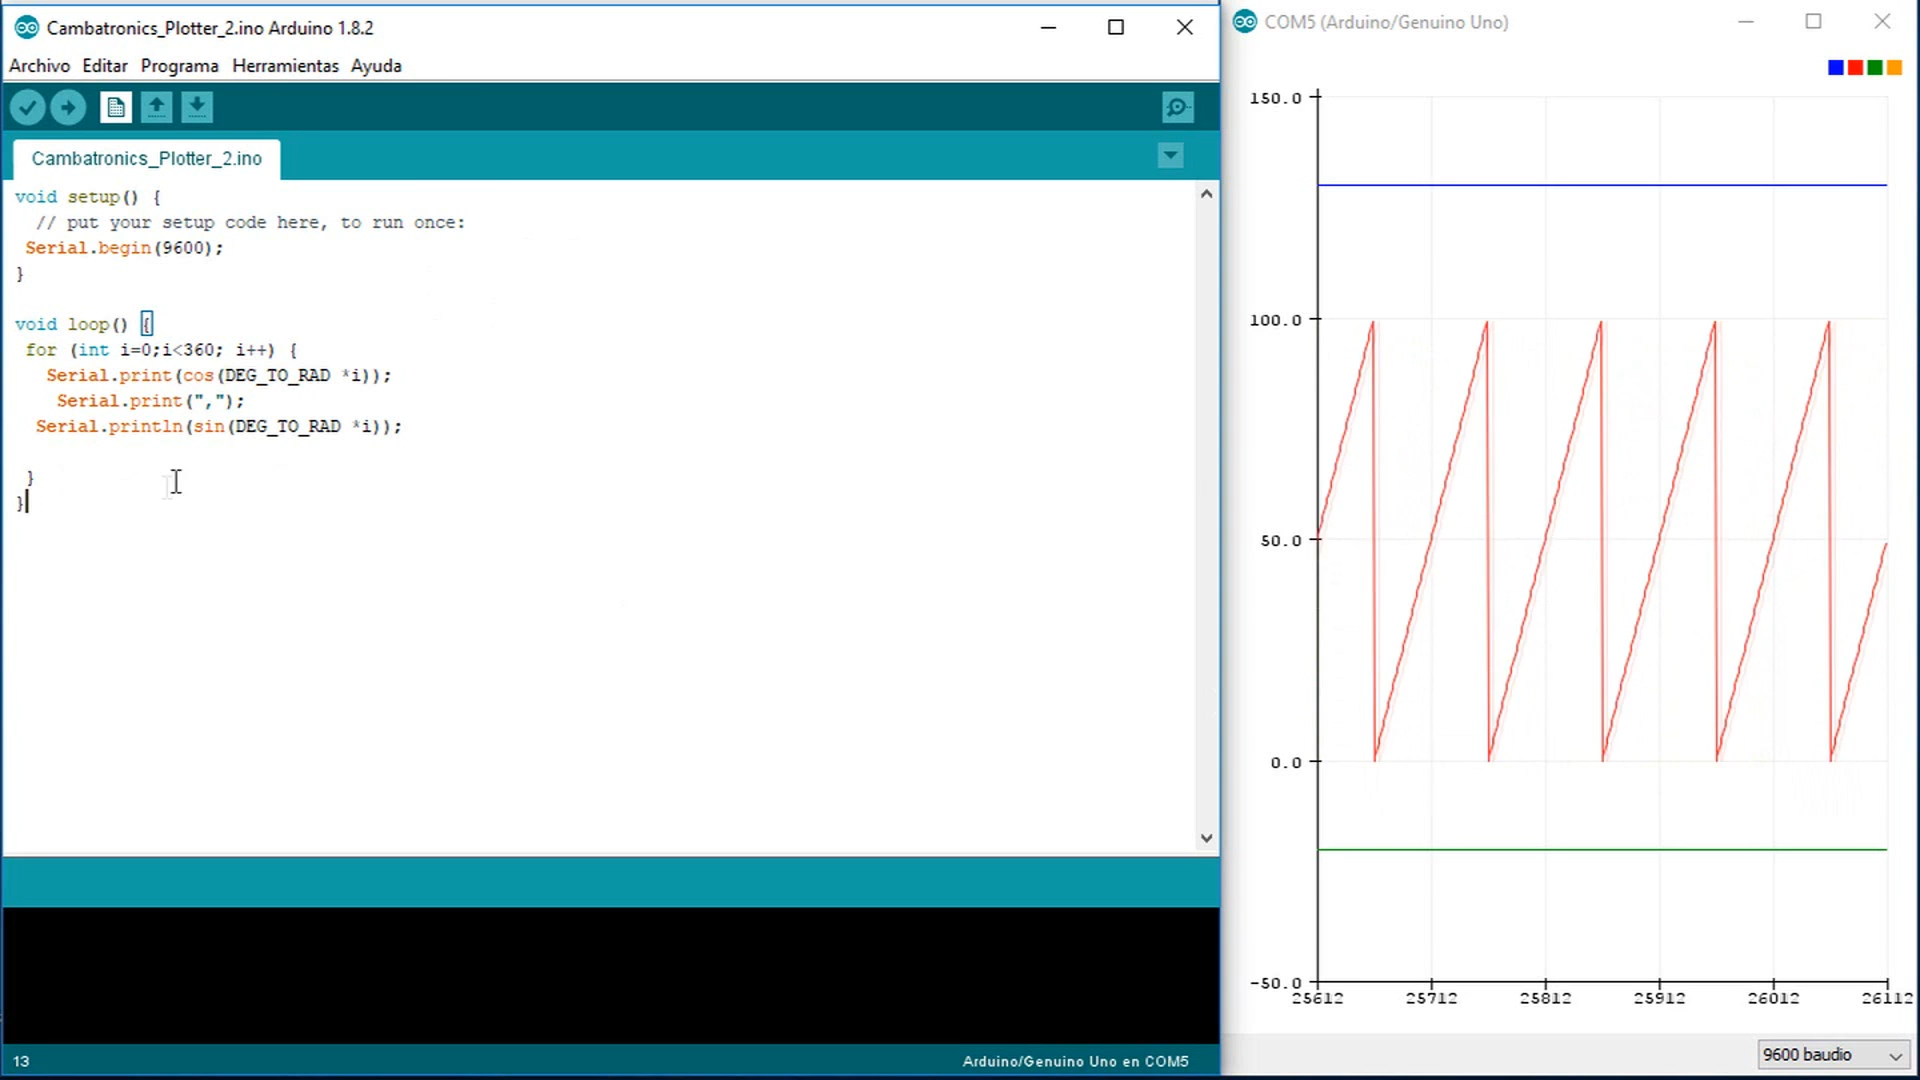 Cambatronics_Plotter_2.ino Arduino 1.8.2
Archivo Editar Programa Herramientas Ayuda
Cambatronics_Plotter_2.ino
void setup() {
// put your setup code here, to run once:
Serial.begin(9600);
}
void loop() {
for (int i=0;i<360; i++) {
Serial.print(cos(DEG_TO_RAD *i));
Serial.print(",");
Serial.println(sin(DEG_TO_RAD *i));
}
}
13
Arduino/Genuino Uno en COM5
COM5 (Arduino/Genuino Uno)
150.0
100.0
50.0
0.0
-50.0
25612 25712 25812 25912 26012 26112
9600 baudio